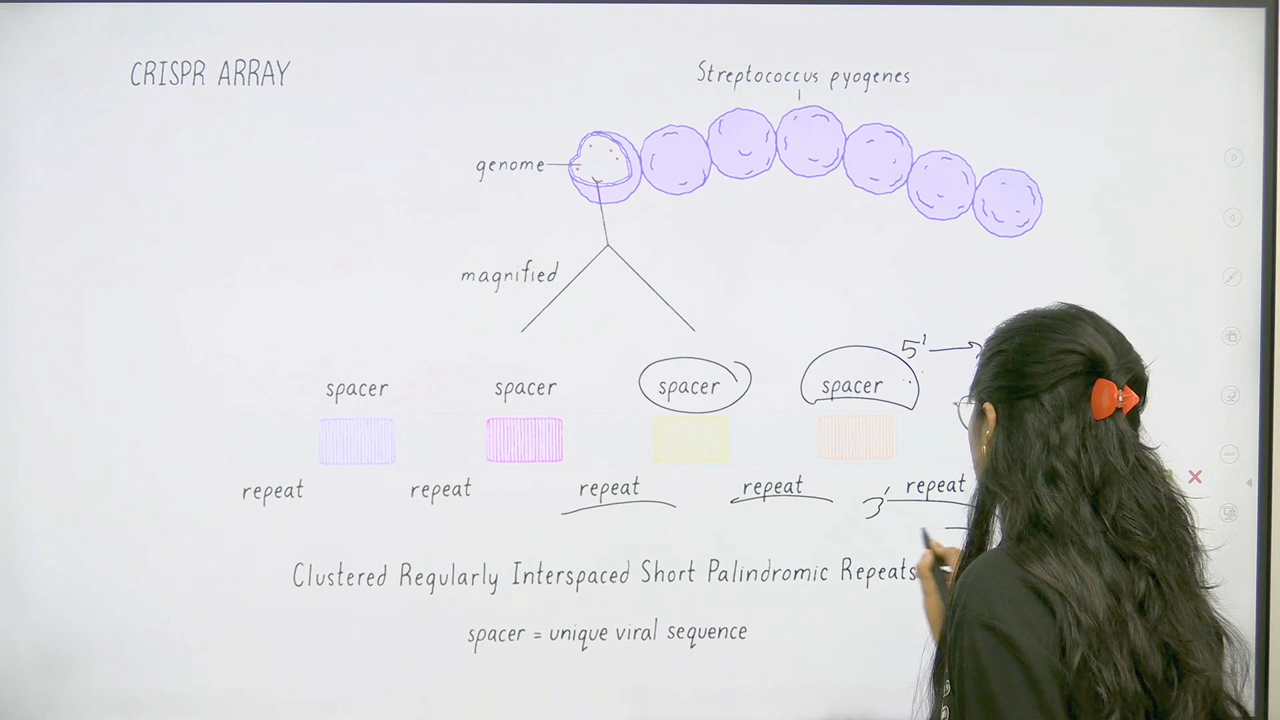 CRISPR ARRAY
Streptococcus pyogenes
genome
magnified
5'
spacer spacer spacer spacer
repeat repeat repeat repeat 3' repeat
Clustered Regularly Interspaced Short Palindromic Repeats
spacer = unique viral sequence